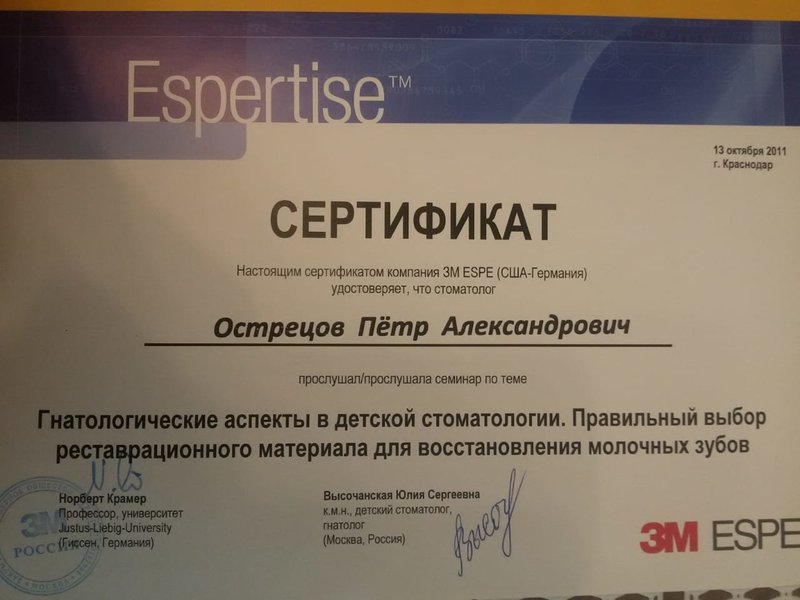 Espertise™
13 октября 2011
г. Краснодар
СЕРТИФИКАТ
Настоящим сертификатом компания 3M ESPE (США-Германия)
удостоверяет, что стоматолог
Острецов Пётр Александрович
прослушал/прослушала семинар по теме
Гнатологические аспекты в детской стоматологии. Правильный выбор
реставрационного материала для восстановления молочных зубов
Норберт Крамер
Профессор, университет
Justus-Liebig-University
(Гиссен, Германия)
Высочанская Юлия Сергеевна
к.м.н., детский стоматолог,
гнатолог
(Москва, Россия)
3M
РОССИЯ
3M ESPE